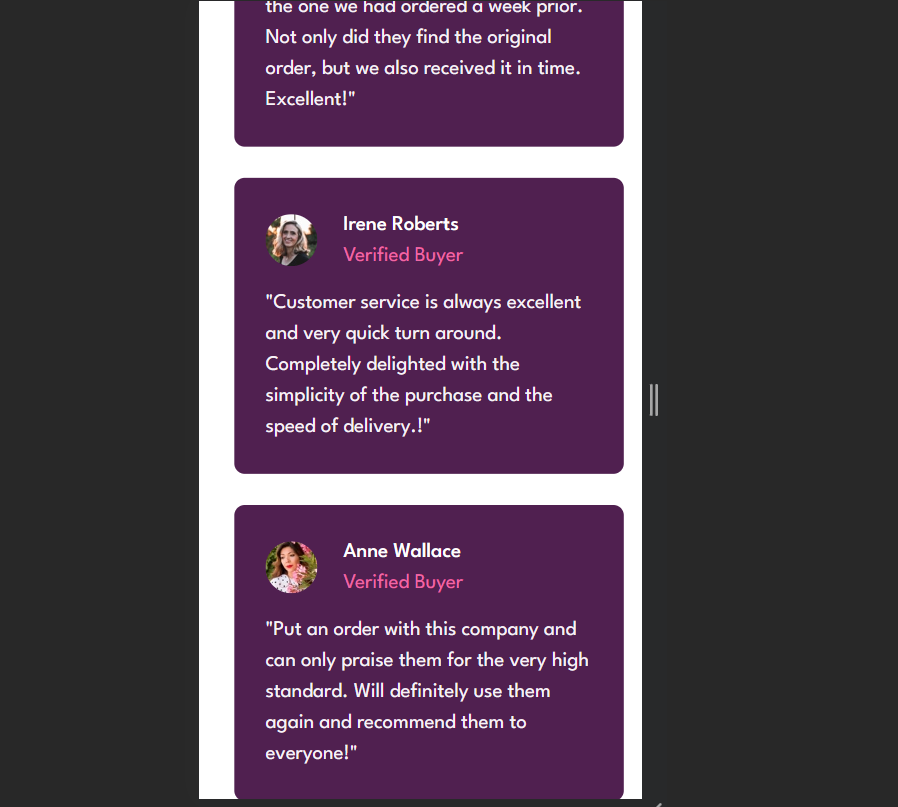 the one we had ordered a week prior.
Not only did they find the original
order, but we also received it in time.
Excellent!"
Irene Roberts
Verified Buyer
"Customer service is always excellent
and very quick turn around.
Completely delighted with the
simplicity of the purchase and the
speed of delivery.!"
Anne Wallace
Verified Buyer
"Put an order with this company and
can only praise them for the very high
standard. Will definitely use them
again and recommend them to
everyone!"